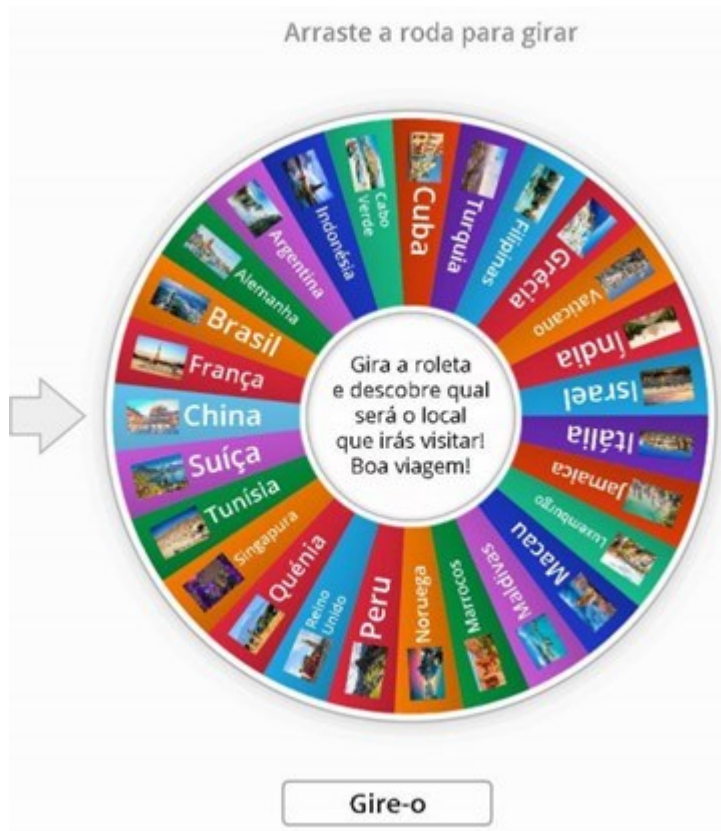 Arraste a roda para girar
Cuba
Turquia
Filipinas
Grécia
Vaticano
Índia
Israel
Itália
Jamaica
Luxemburgo
Macau
Maldivas
Marrocos
Noruega
Peru
Reino
Unido
Quénia
Singapura
Tunísia
Suíça
China
França
Brasil
Alemanha
Argentina
Indonésia
Cabo
Verde
Gira a roleta
e descobre qual
será o local
que irás visitar!
Boa viagem!
Gire-o